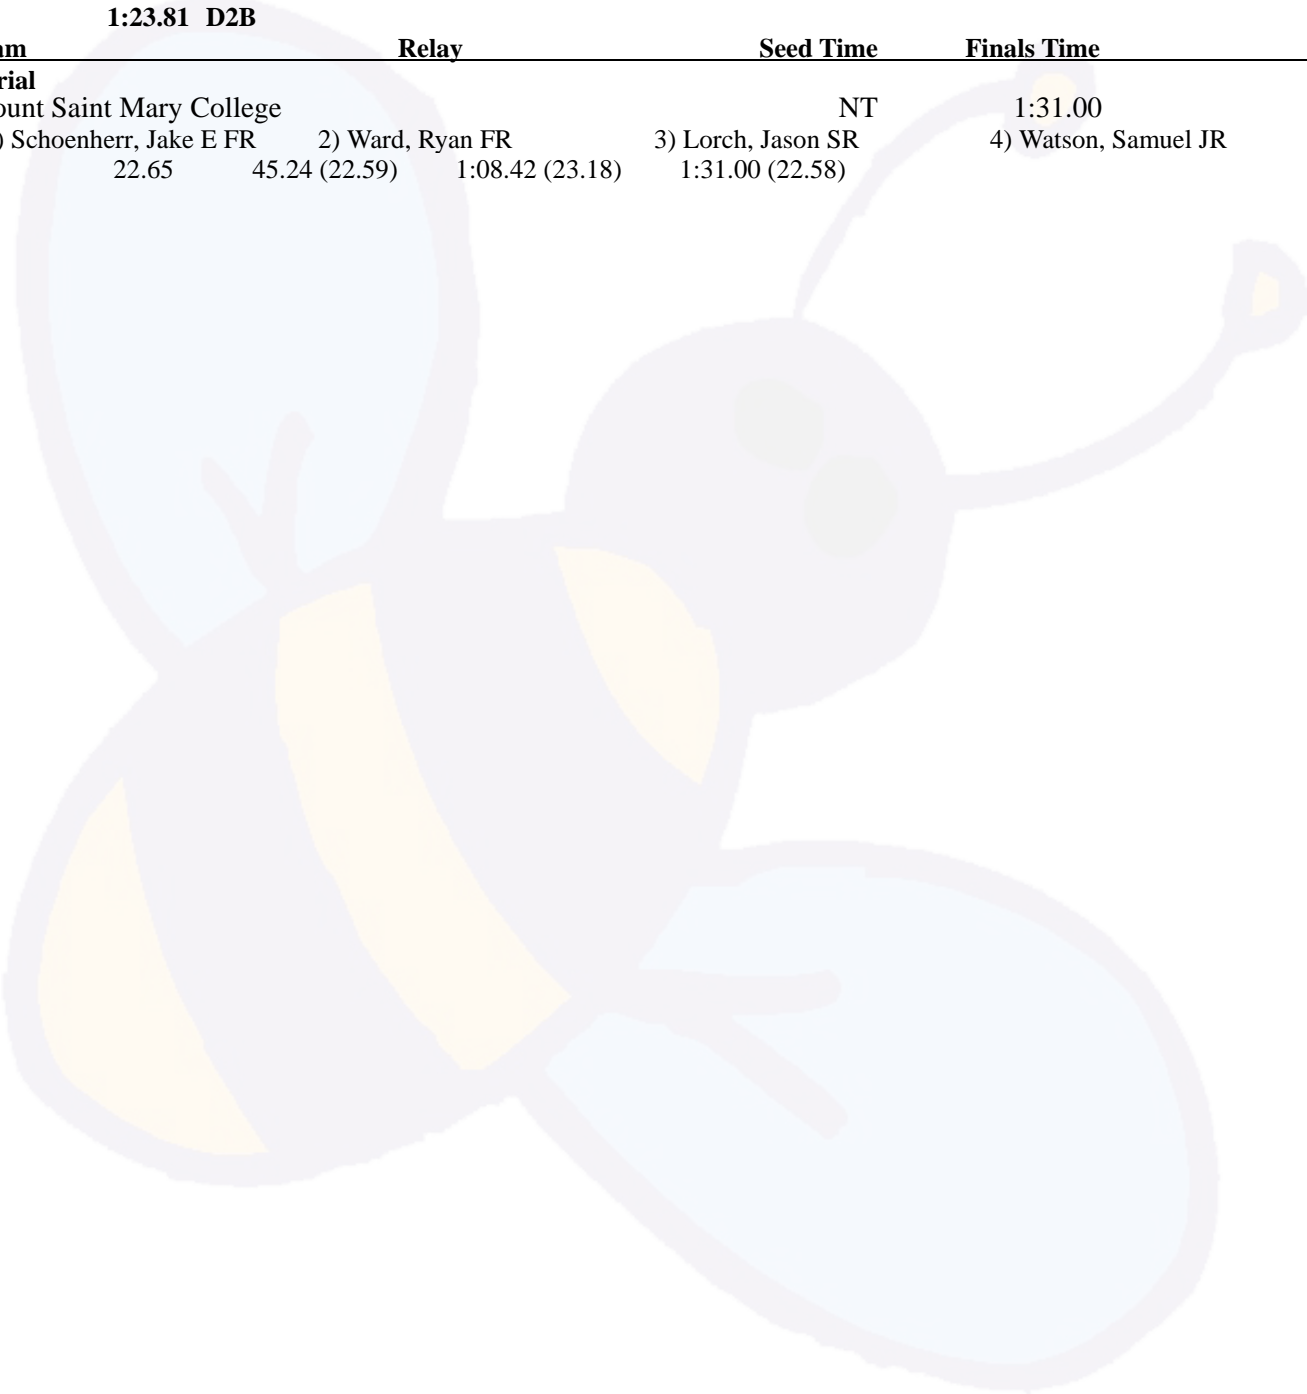 1:23.81 D2B
am Relay Seed Time Finals Time
rial
ount Saint Mary College NT 1:31.00
) Schoenherr, Jake E FR 2) Ward, Ryan FR 3) Lorch, Jason SR 4) Watson, Samuel JR
22.65 45.24 (22.59) 1:08.42 (23.18) 1:31.00 (22.58)